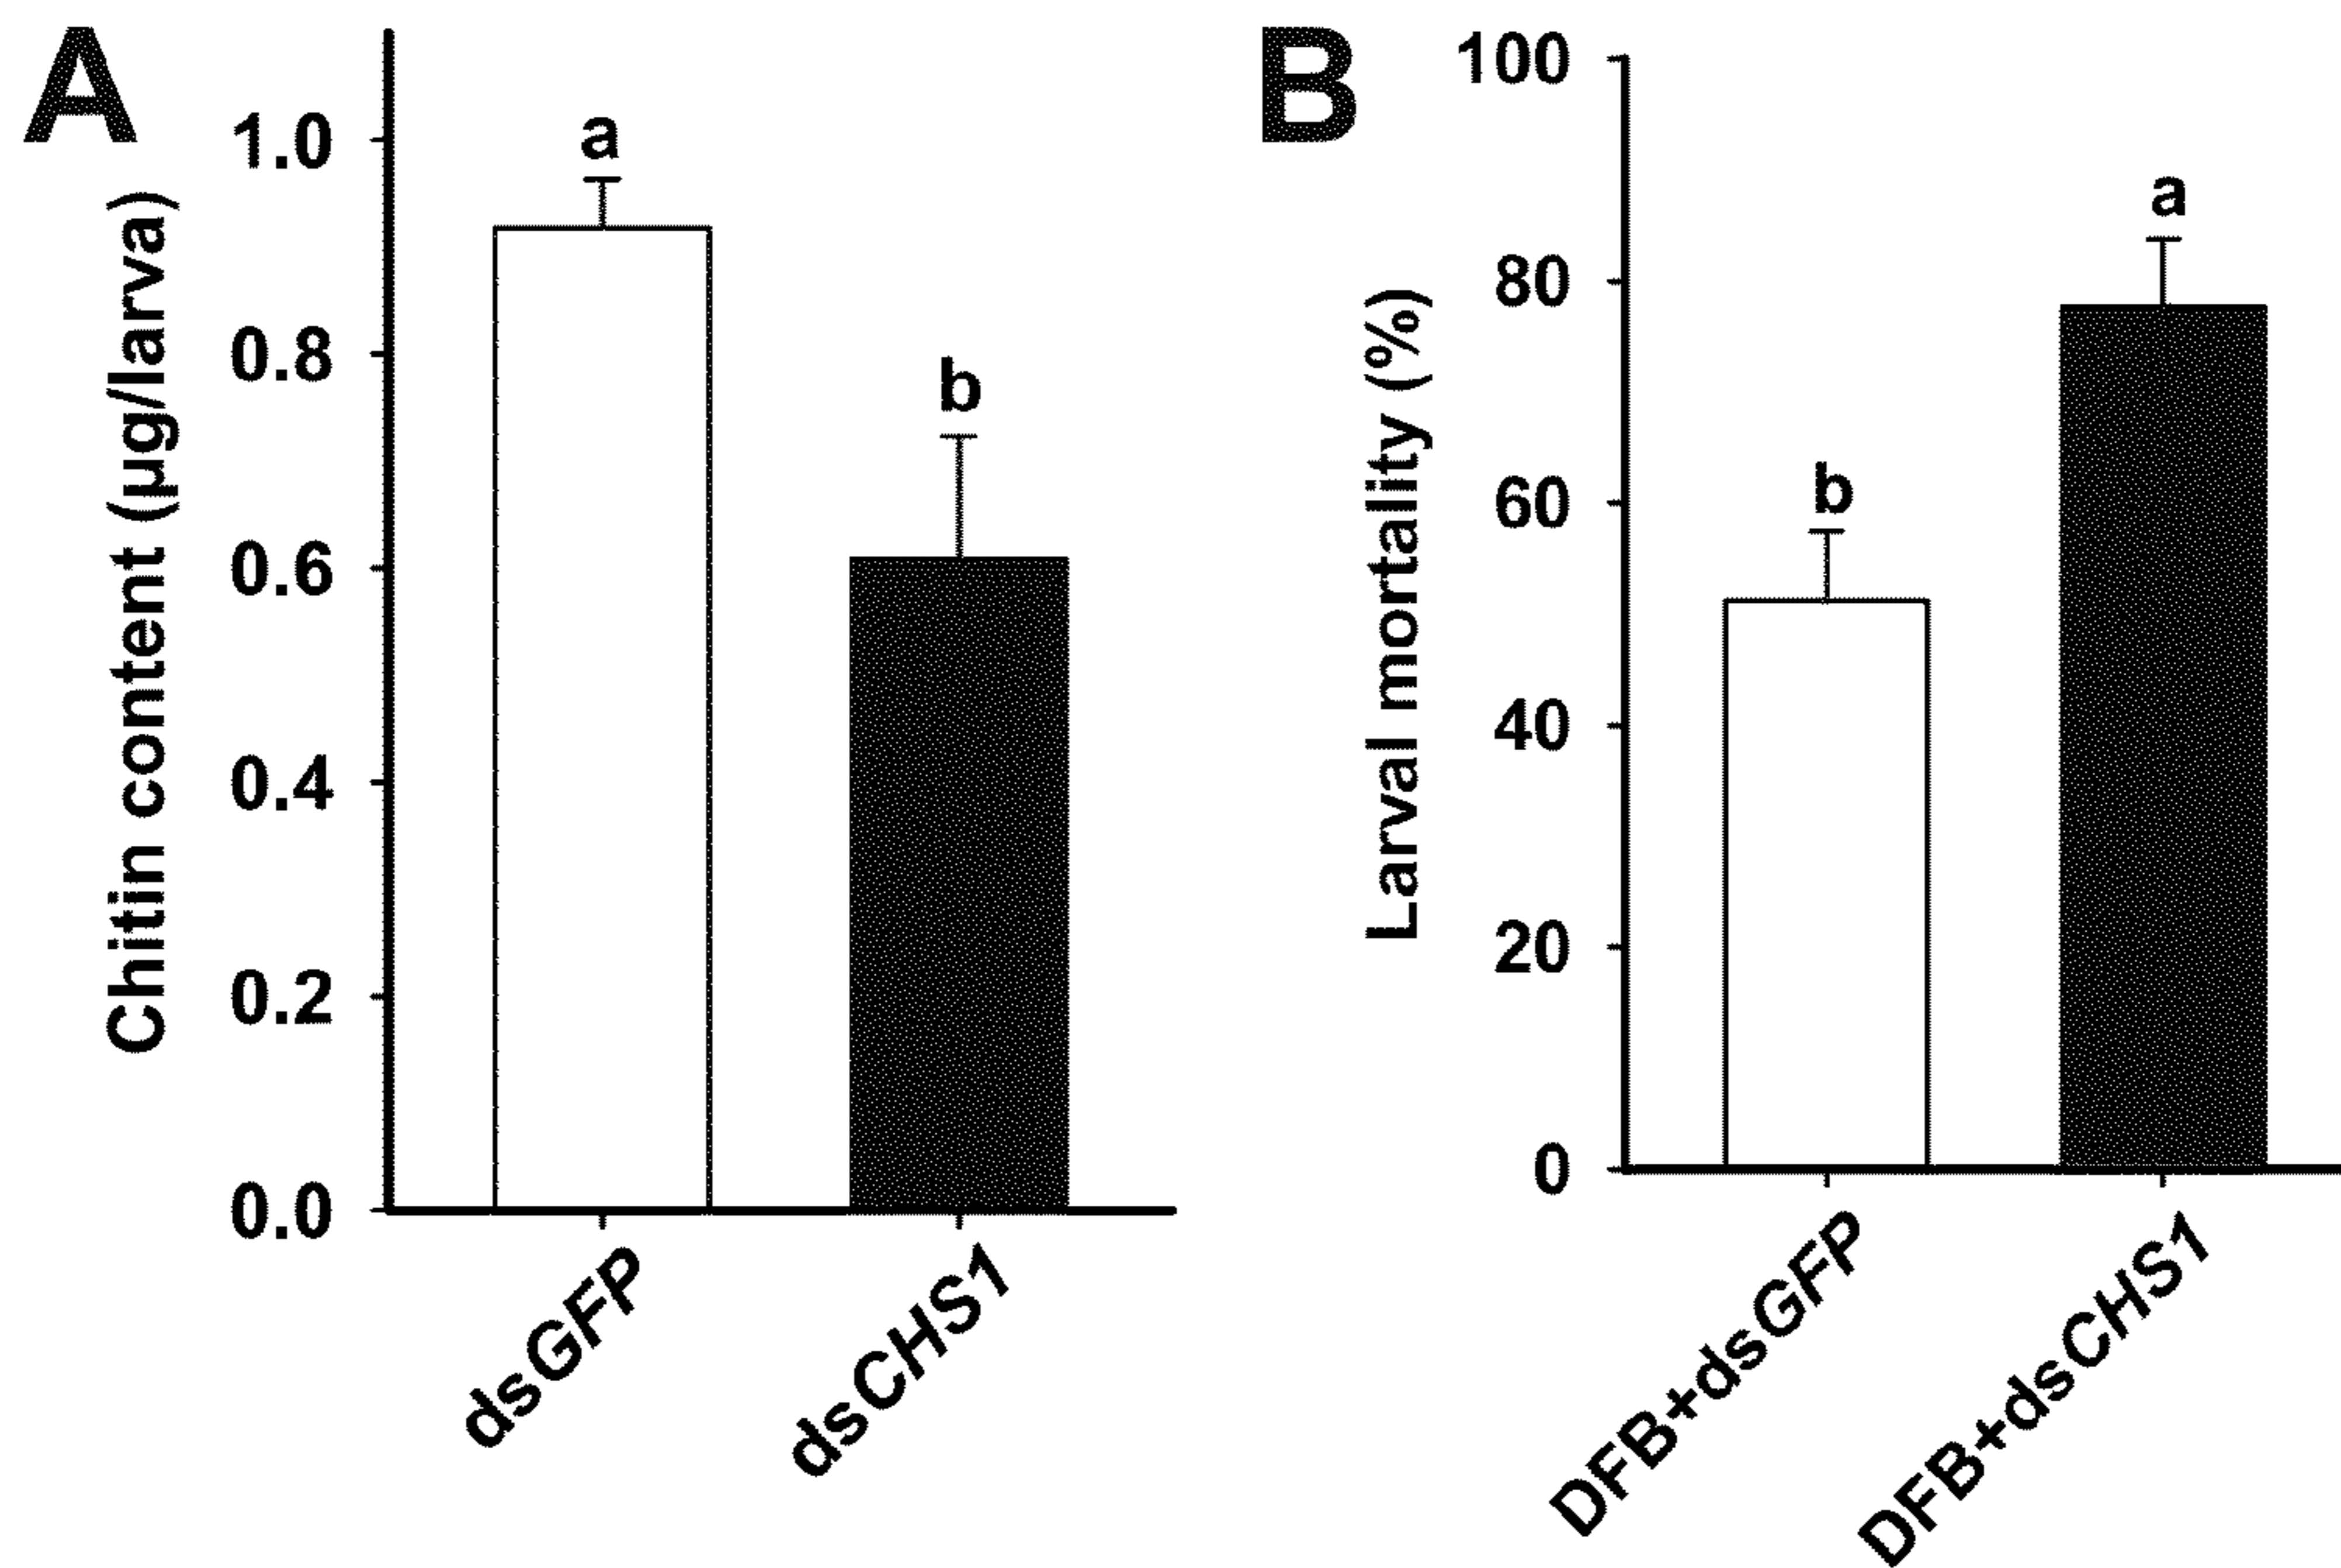 A
Chitin content (µg/larva)
1.0
0.8
0.6
0.4
0.2
0.0
a
b
dsGFP
dsCHS1
B
Larval mortality (%)
100
80
60
40
20
0
b
a
DFB+dsGFP
DFB+dsCHS1